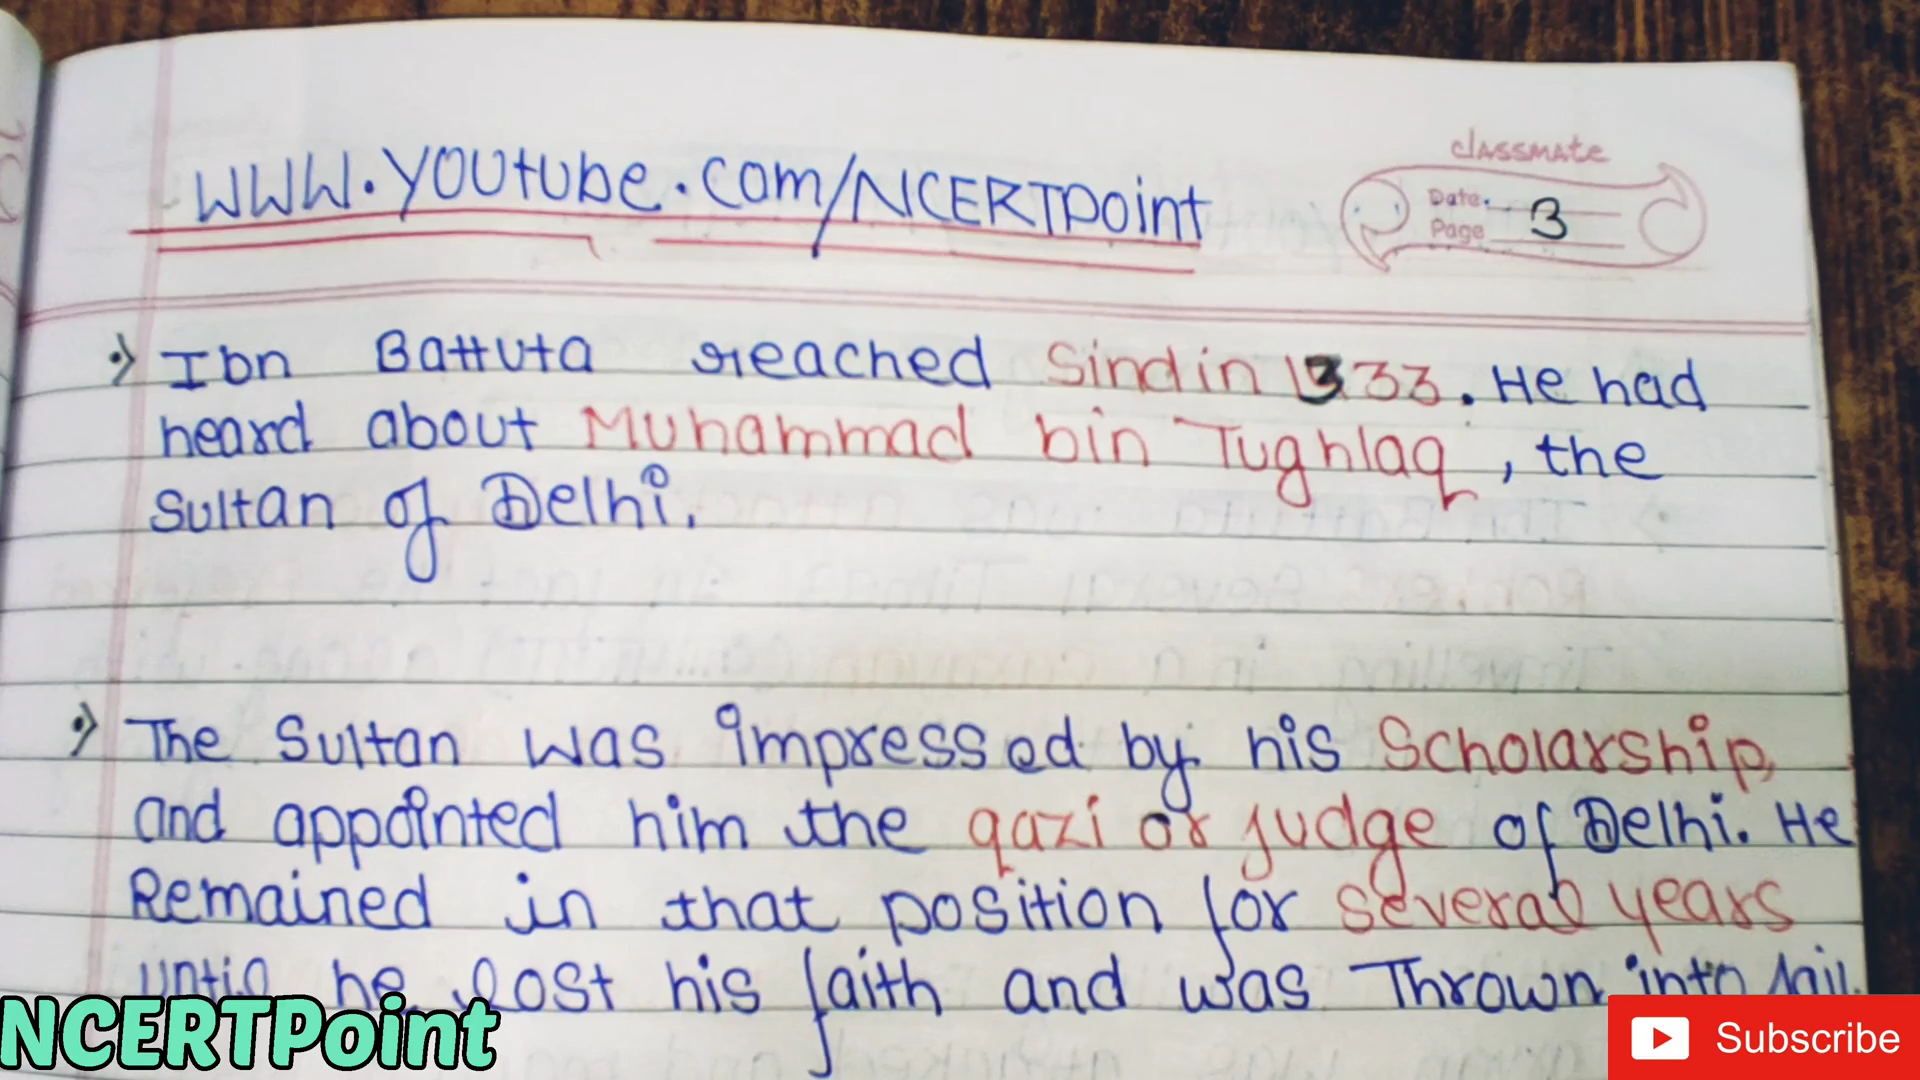 www.youtube.com/NCERTPoint
classmate
Date.
Page 3
Ibn Battuta reached Sind in 1333. He had
heard about Muhammad bin Tughlaq, the
Sultan of Delhi.
The Sultan was impressed by his Scholarship,
and appointed him the qazi or judge of Delhi. He
Remained in that position for several years
until he lost his faith and was Thrown into Jail.
NCERTPoint
Subscribe